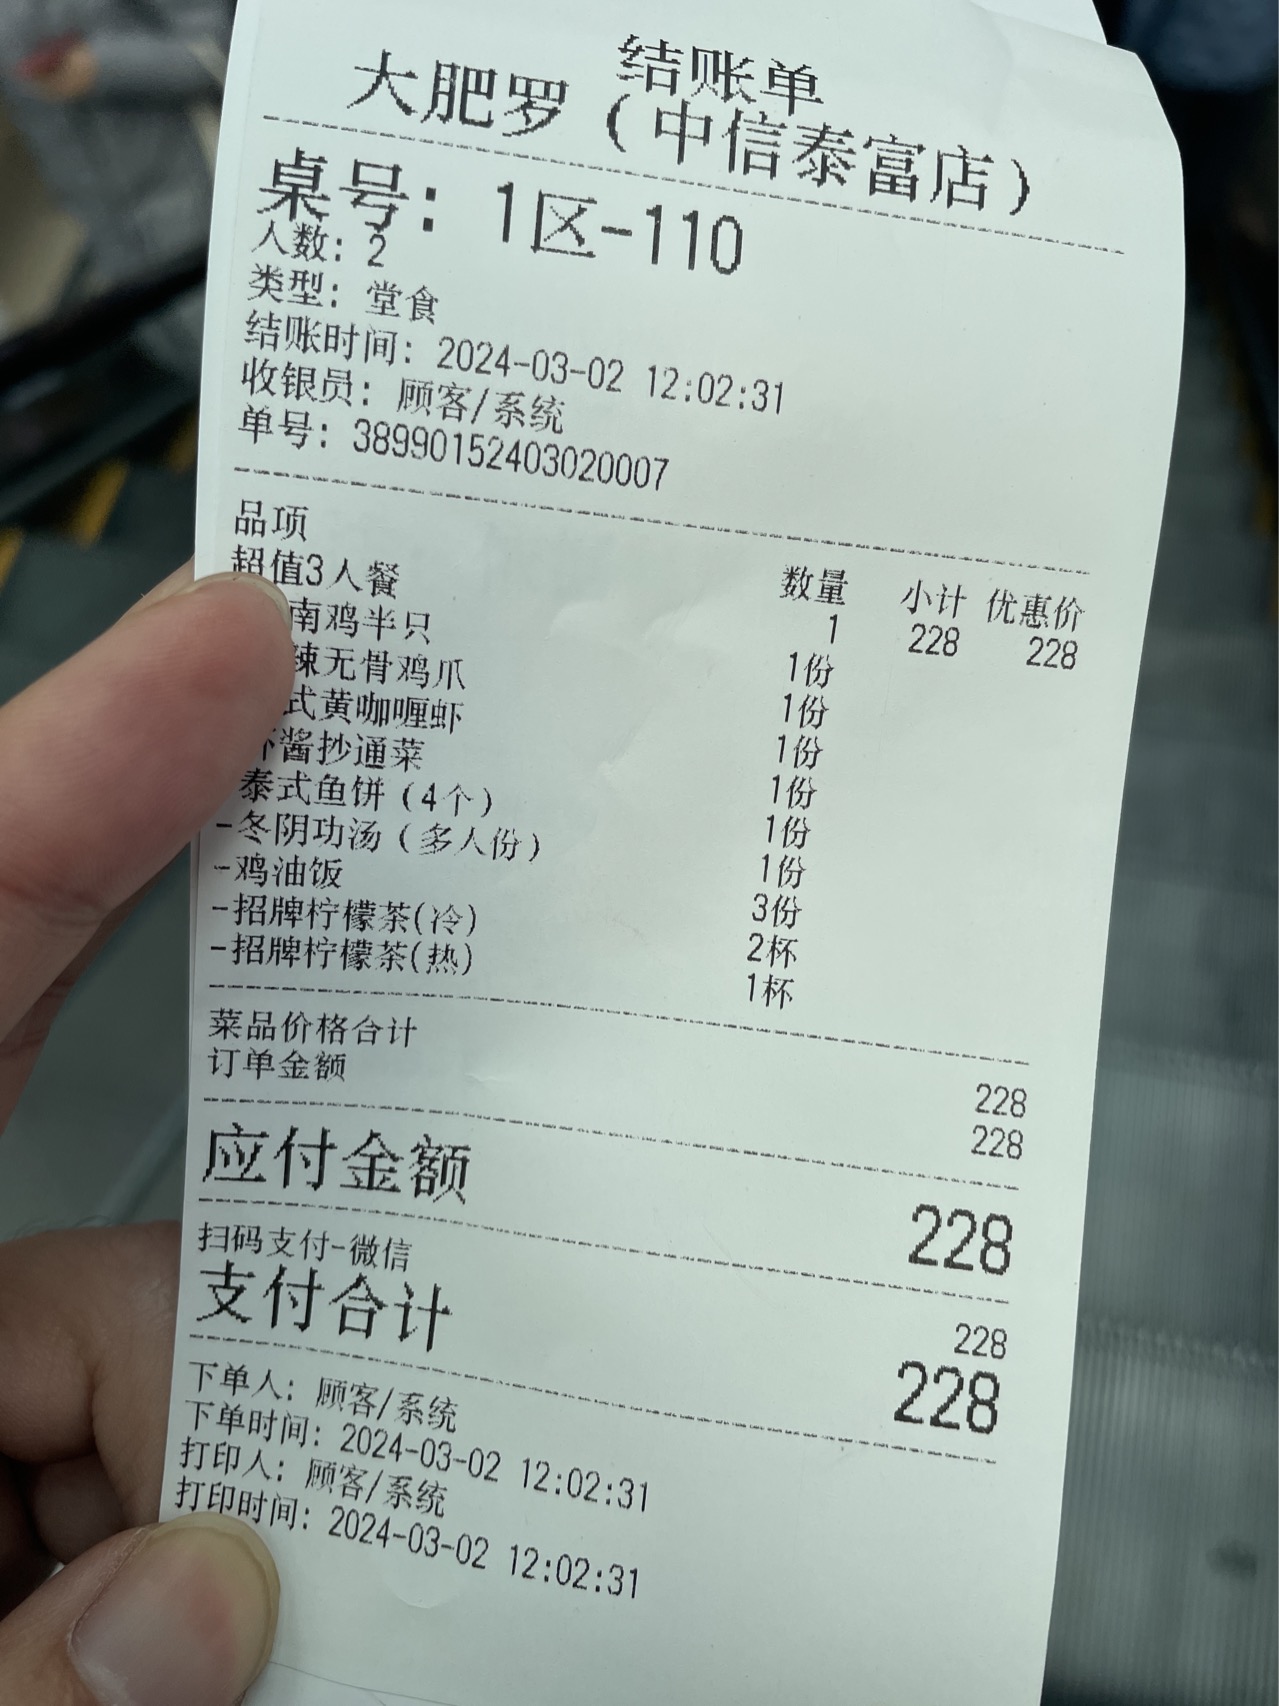 结账单
大肥罗（中信泰富店）
桌号：1区-110
人数：2
类型：堂食
结账时间：2024-03-02 12:02:31
收银员：顾客/系统
单号：38990152403020007
品项 数量 小计 优惠价
超值3人餐 1 228 228
南鸡半只 1份
辣无骨鸡爪 1份
式黄咖喱虾 1份
酱抄通菜 1份
泰式鱼饼（4个） 1份
-冬阴功汤（多人份） 1份
-鸡油饭 3份
-招牌柠檬茶(冷) 2杯
-招牌柠檬茶(热) 1杯
菜品价格合计 228
订单金额 228
应付金额 228
扫码支付-微信 228
支付合计 228
下单人：顾客/系统
下单时间：2024-03-02 12:02:31
打印人：顾客/系统
打印时间：2024-03-02 12:02:31